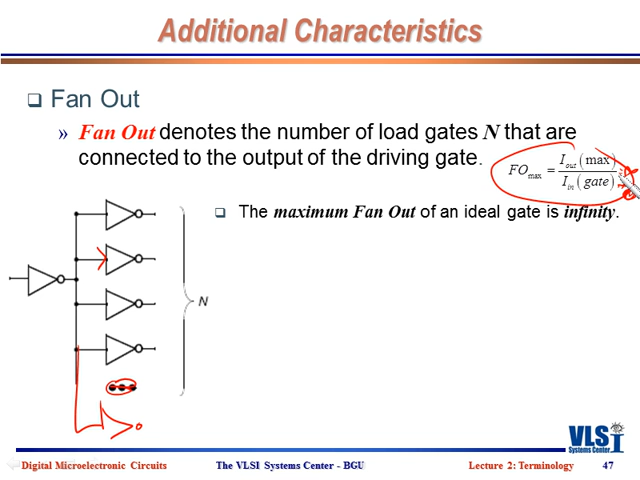 Additional Characteristics
❑ Fan Out
» Fan Out denotes the number of load gates N that are
connected to the output of the driving gate.
FOmax = Iout(max) / Iin(gate)
❑ The maximum Fan Out of an ideal gate is infinity.
N
VLSI
Systems Center
Digital Microelectronic Circuits
The VLSI Systems Center - BGU
Lecture 2: Terminology
47